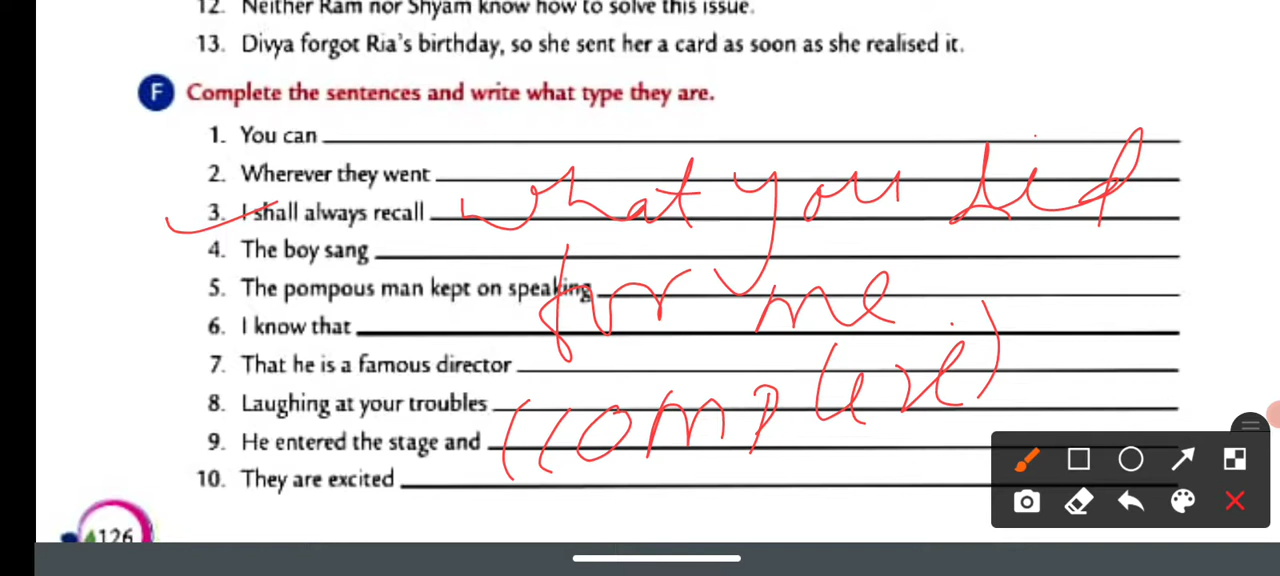 12. Neither Ram nor Shyam know how to solve this issue.
13. Divya forgot Ria's birthday, so she sent her a card as soon as she realised it.
F Complete the sentences and write what type they are.
1. You can
2. Wherever they went
3. I shall always recall what you did
4. The boy sang
for me
5. The pompous man kept on speaking
6. I know that
7. That he is a famous director
(complex)
8. Laughing at your troubles
9. He entered the stage and
10. They are excited
126